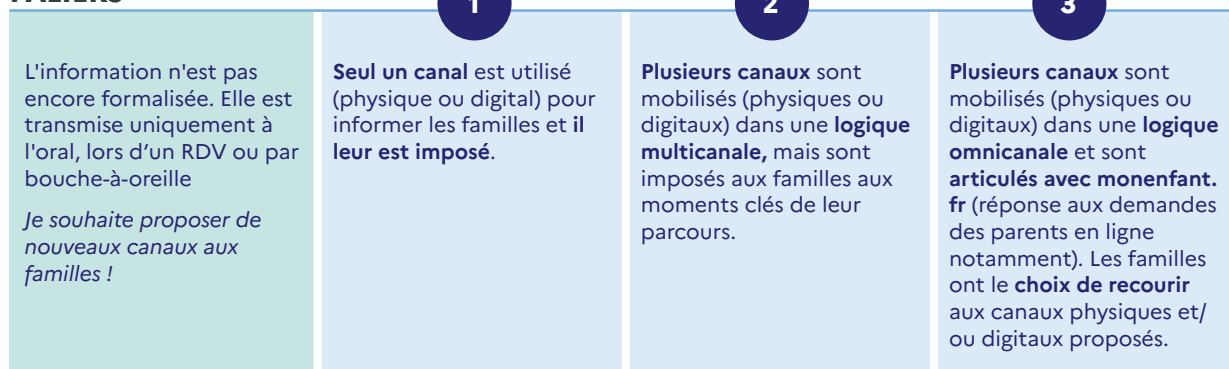 PALIERS
1
2
3
L'information n'est pas
encore formalisée. Elle est
transmise uniquement à
l'oral, lors d'un RDV ou par
bouche-à-oreille
Je souhaite proposer de
nouveaux canaux aux
familles !
Seul un canal est utilisé
(physique ou digital) pour
informer les familles et il
leur est imposé.
Plusieurs canaux sont
mobilisés (physiques ou
digitaux) dans une logique
multicanale, mais sont
imposés aux familles aux
moments clés de leur
parcours.
Plusieurs canaux sont
mobilisés (physiques ou
digitaux) dans une logique
omnicanale et sont
articulés avec monenfant.
fr (réponse aux demandes
des parents en ligne
notamment). Les familles
ont le choix de recourir
aux canaux physiques et/
ou digitaux proposés.